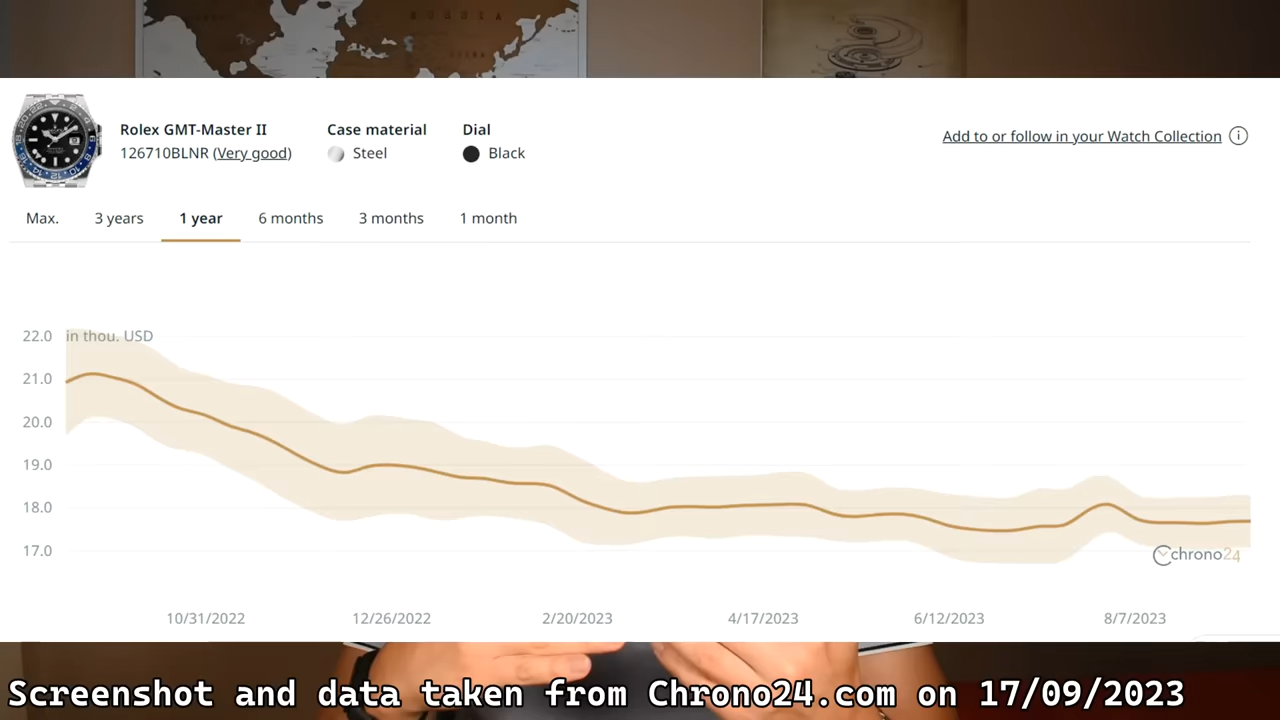 RUSSIA
Rolex GMT-Master II
Case material
Dial
126710BLNR (Very good)
Steel
Black
Add to or follow in your Watch Collection
Max.
3 years
1 year
6 months
3 months
1 month
in thou. USD
22.0
21.0
20.0
19.0
18.0
17.0
chrono24
10/31/2022
12/26/2022
2/20/2023
4/17/2023
6/12/2023
8/7/2023
Screenshot and data taken from Chrono24.com on 17/09/2023